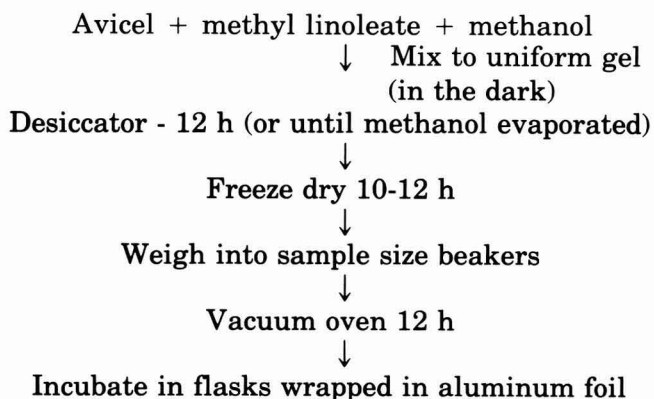 Avicel + methyl linoleate + methanol
↓ Mix to uniform gel
(in the dark)
Desiccator - 12 h (or until methanol evaporated)
↓
Freeze dry 10-12 h
↓
Weigh into sample size beakers
↓
Vacuum oven 12 h
↓
Incubate in flasks wrapped in aluminum foil